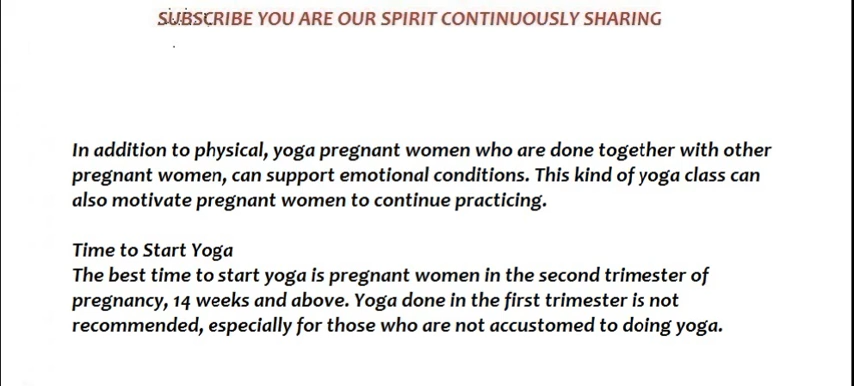 SUBSCRIBE YOU ARE OUR SPIRIT CONTINUOUSLY SHARING
In addition to physical, yoga pregnant women who are done together with other
pregnant women, can support emotional conditions. This kind of yoga class can
also motivate pregnant women to continue practicing.
Time to Start Yoga
The best time to start yoga is pregnant women in the second trimester of
pregnancy, 14 weeks and above. Yoga done in the first trimester is not
recommended, especially for those who are not accustomed to doing yoga.